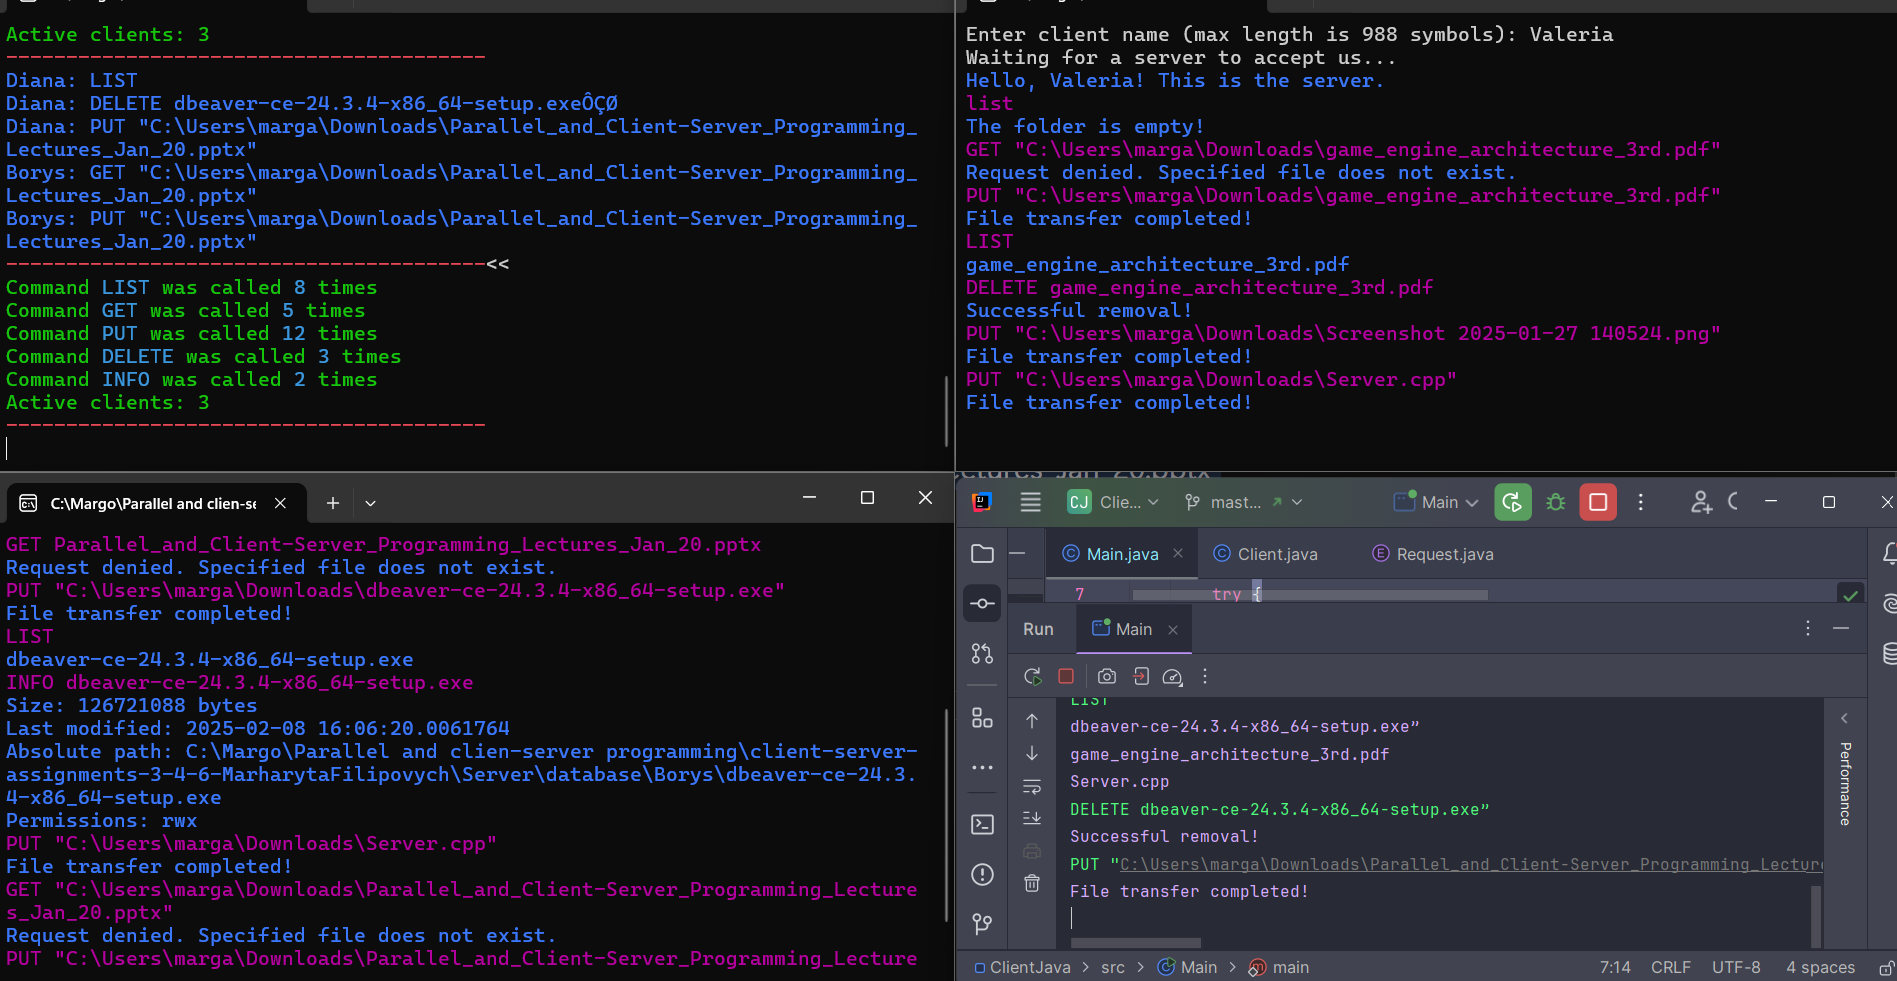 Active clients: 3
----------------------------------------
Diana: LIST
Diana: DELETE dbeaver-ce-24.3.4-x86_64-setup.exeÔÇØ
Diana: PUT "C:\Users\marga\Downloads\Parallel_and_Client-Server_Programming_
Lectures_Jan_20.pptx"
Borys: GET "C:\Users\marga\Downloads\Parallel_and_Client-Server_Programming_
Lectures_Jan_20.pptx"
Borys: PUT "C:\Users\marga\Downloads\Parallel_and_Client-Server_Programming_
Lectures_Jan_20.pptx"
----------------------------------------<<
Command LIST was called 8 times
Command GET was called 5 times
Command PUT was called 12 times
Command DELETE was called 3 times
Command INFO was called 2 times
Active clients: 3
----------------------------------------
Enter client name (max length is 988 symbols): Valeria
Waiting for a server to accept us...
Hello, Valeria! This is the server.
list
The folder is empty!
GET "C:\Users\marga\Downloads\game_engine_architecture_3rd.pdf"
Request denied. Specified file does not exist.
PUT "C:\Users\marga\Downloads\game_engine_architecture_3rd.pdf"
File transfer completed!
LIST
game_engine_architecture_3rd.pdf
DELETE game_engine_architecture_3rd.pdf
Successful removal!
PUT "C:\Users\marga\Downloads\Screenshot 2025-01-27 140524.png"
File transfer completed!
PUT "C:\Users\marga\Downloads\Server.cpp"
File transfer completed!
C:\Margo\Parallel and clien-se
GET Parallel_and_Client-Server_Programming_Lectures_Jan_20.pptx
Request denied. Specified file does not exist.
PUT "C:\Users\marga\Downloads\dbeaver-ce-24.3.4-x86_64-setup.exe"
File transfer completed!
LIST
dbeaver-ce-24.3.4-x86_64-setup.exe
INFO dbeaver-ce-24.3.4-x86_64-setup.exe
Size: 126721088 bytes
Last modified: 2025-02-08 16:06:20.0061764
Absolute path: C:\Margo\Parallel and clien-server programming\client-server-
assignments-3-4-6-MarharytaFilipovych\Server\database\Borys\dbeaver-ce-24.3.
4-x86_64-setup.exe
Permissions: rwx
PUT "C:\Users\marga\Downloads\Server.cpp"
File transfer completed!
GET "C:\Users\marga\Downloads\Parallel_and_Client-Server_Programming_Lecture
s_Jan_20.pptx"
Request denied. Specified file does not exist.
PUT "C:\Users\marga\Downloads\Parallel_and_Client-Server_Programming_Lecture
CJ Clie... mast... Main
Main.java Client.java Request.java
7 try {
Run Main
LIST
dbeaver-ce-24.3.4-x86_64-setup.exe”
game_engine_architecture_3rd.pdf
Server.cpp
DELETE dbeaver-ce-24.3.4-x86_64-setup.exe”
Successful removal!
PUT "C:\Users\marga\Downloads\Parallel_and_Client-Server_Programming_Lectur
File transfer completed!
Performance
ClientJava > src > Main > main 7:14 CRLF UTF-8 4 spaces